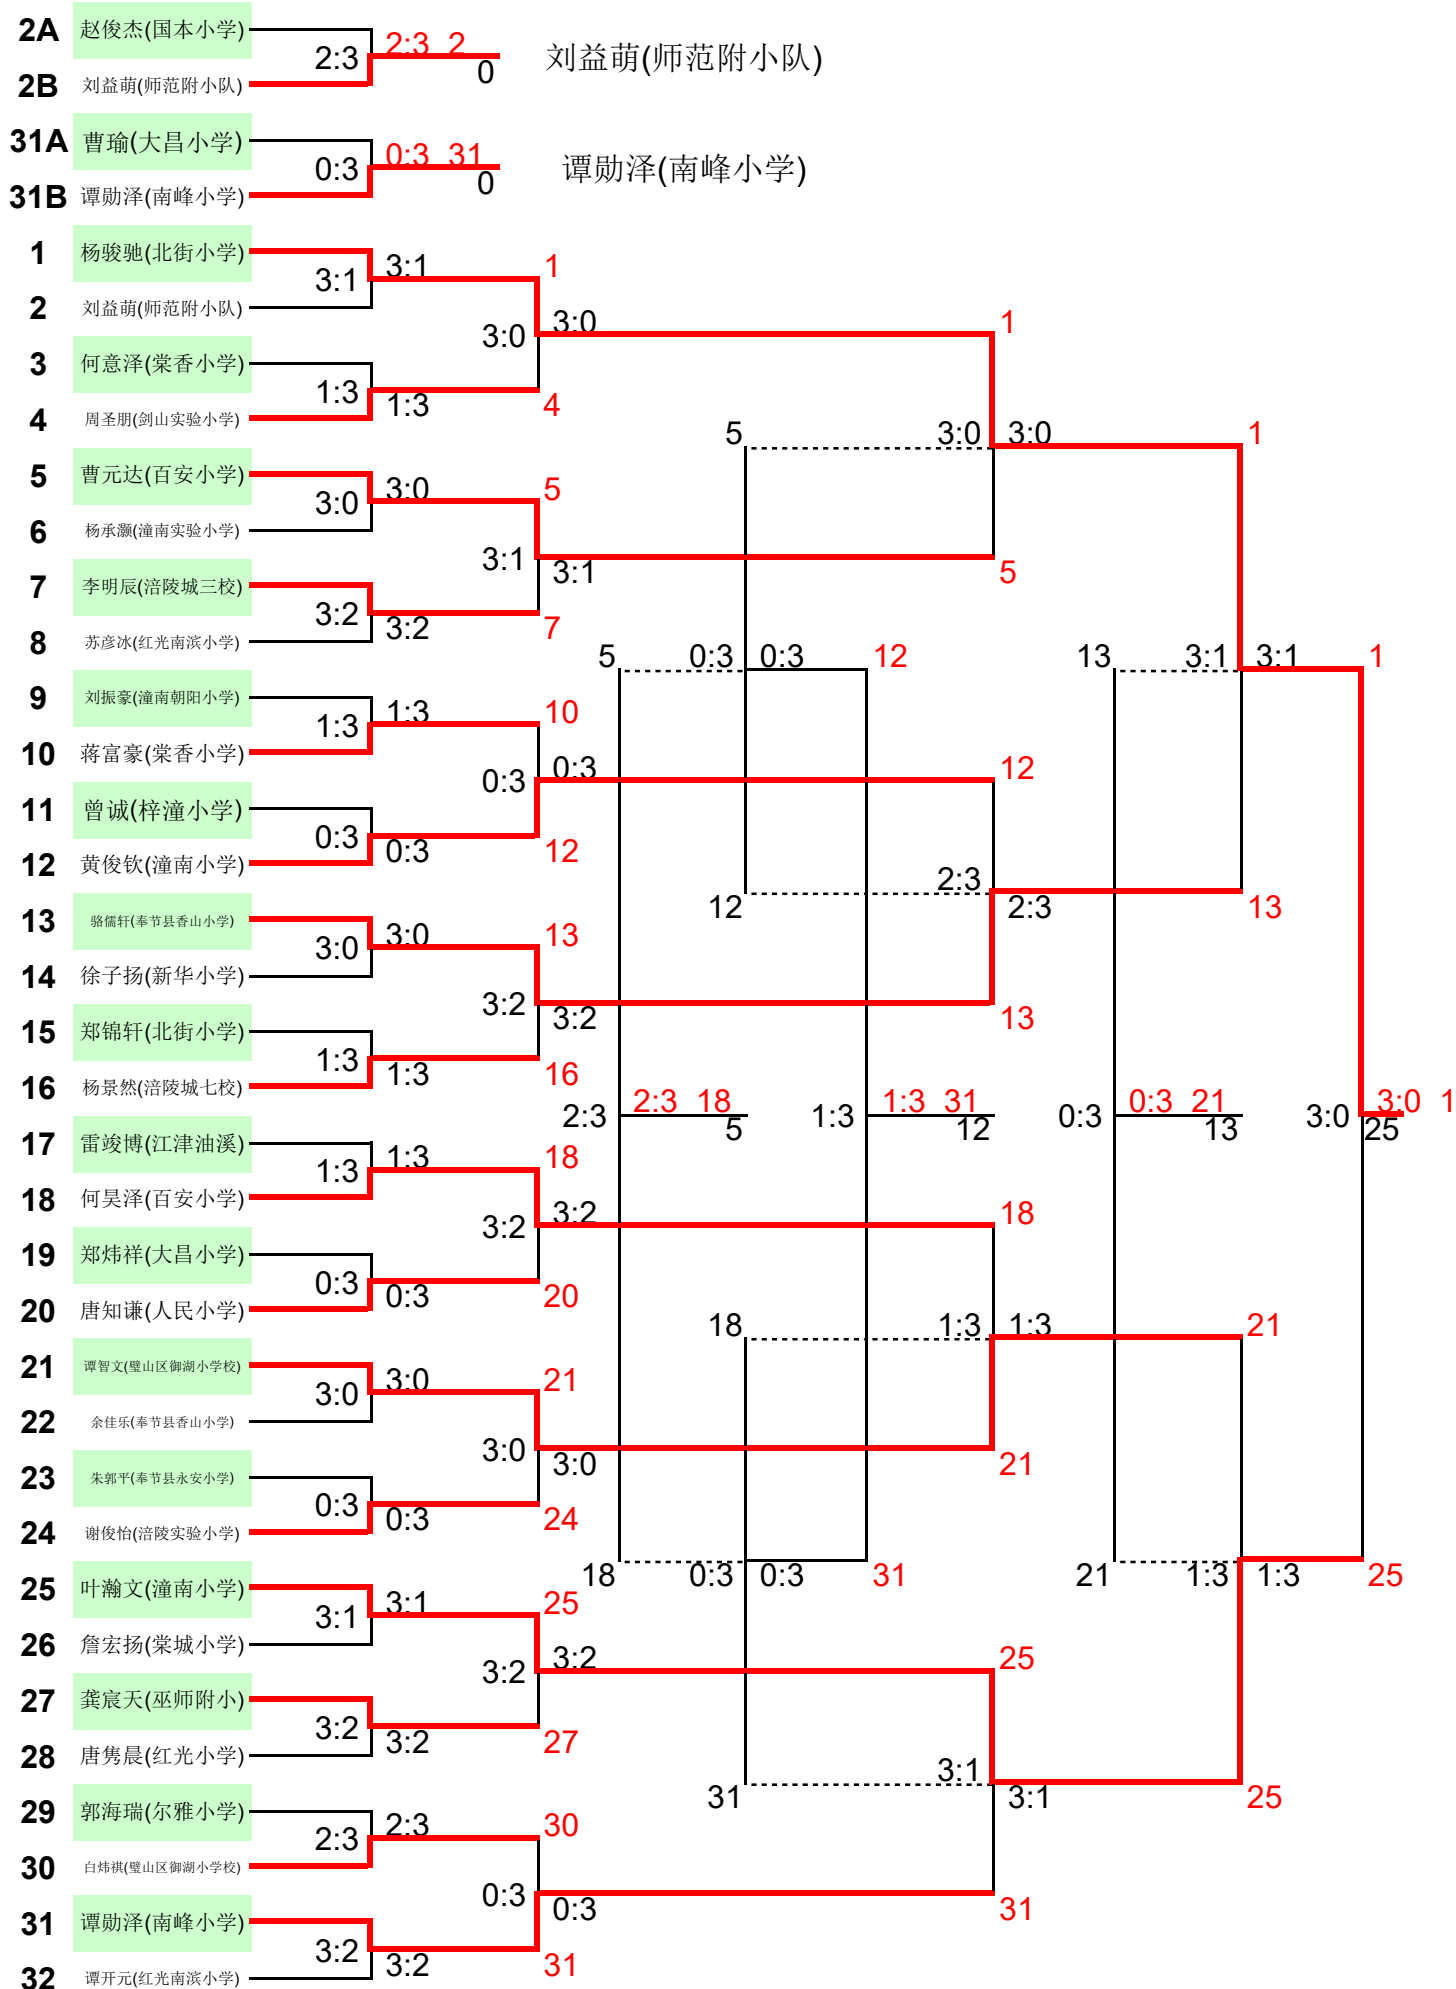 2A 赵俊杰(国本小学)
2:3 2:3 2
0 刘益萌(师范附小队)
2B 刘益萌(师范附小队)
31A 曹瑜(大昌小学)
0:3 0:3 31
0 谭勋泽(南峰小学)
31B 谭勋泽(南峰小学)
1 杨骏驰(北街小学)
3:1 3:1 1
2 刘益萌(师范附小队)
3:0 3:0 1
3 何意泽(棠香小学)
1:3 1:3 4
4 周圣朋(剑山实验小学)
5 3:0 3:0 1
5 曹元达(百安小学)
3:0 3:0 5
6 杨承灏(潼南实验小学)
3:1 3:1 5
7 李明辰(涪陵城三校)
3:2 3:2 7
8 苏彦冰(红光南滨小学)
5 0:3 0:3 12 13 3:1 3:1 1
9 刘振豪(潼南朝阳小学)
1:3 1:3 10
10 蒋富豪(棠香小学)
0:3 0:3 12
11 曾诚(梓潼小学)
0:3 0:3 12
12 黄俊钦(潼南小学)
12 2:3 2:3 13
13 骆儒轩(奉节县香山小学)
3:0 3:0 13
14 徐子扬(新华小学)
3:2 3:2 13
15 郑锦轩(北街小学)
1:3 1:3 16
16 杨景然(涪陵城七校)
2:3 2:3 18 1:3 1:3 31 0:3 0:3 21 3:0 3:0 1
5 12 13 25
17 雷竣博(江津油溪)
1:3 1:3 18
18 何昊泽(百安小学)
3:2 3:2 18
19 郑炜祥(大昌小学)
0:3 0:3 20
20 唐知谦(人民小学)
18 1:3 1:3 21
21 谭智文(璧山区御湖小学校)
3:0 3:0 21
22 余佳乐(奉节县香山小学)
3:0 3:0 21
23 朱郭平(奉节县永安小学)
0:3 0:3 24
24 谢俊怡(涪陵实验小学)
18 0:3 0:3 31 21 1:3 1:3 25
25 叶瀚文(潼南小学)
3:1 3:1 25
26 詹宏扬(棠城小学)
3:2 3:2 25
27 龚宸天(巫师附小)
3:2 3:2 27
28 唐隽晨(红光小学)
31 3:1 3:1 25
29 郭海瑞(尔雅小学)
2:3 2:3 30
30 白炜祺(璧山区御湖小学校)
0:3 0:3 31
31 谭勋泽(南峰小学)
3:2 3:2 31
32 谭开元(红光南滨小学)